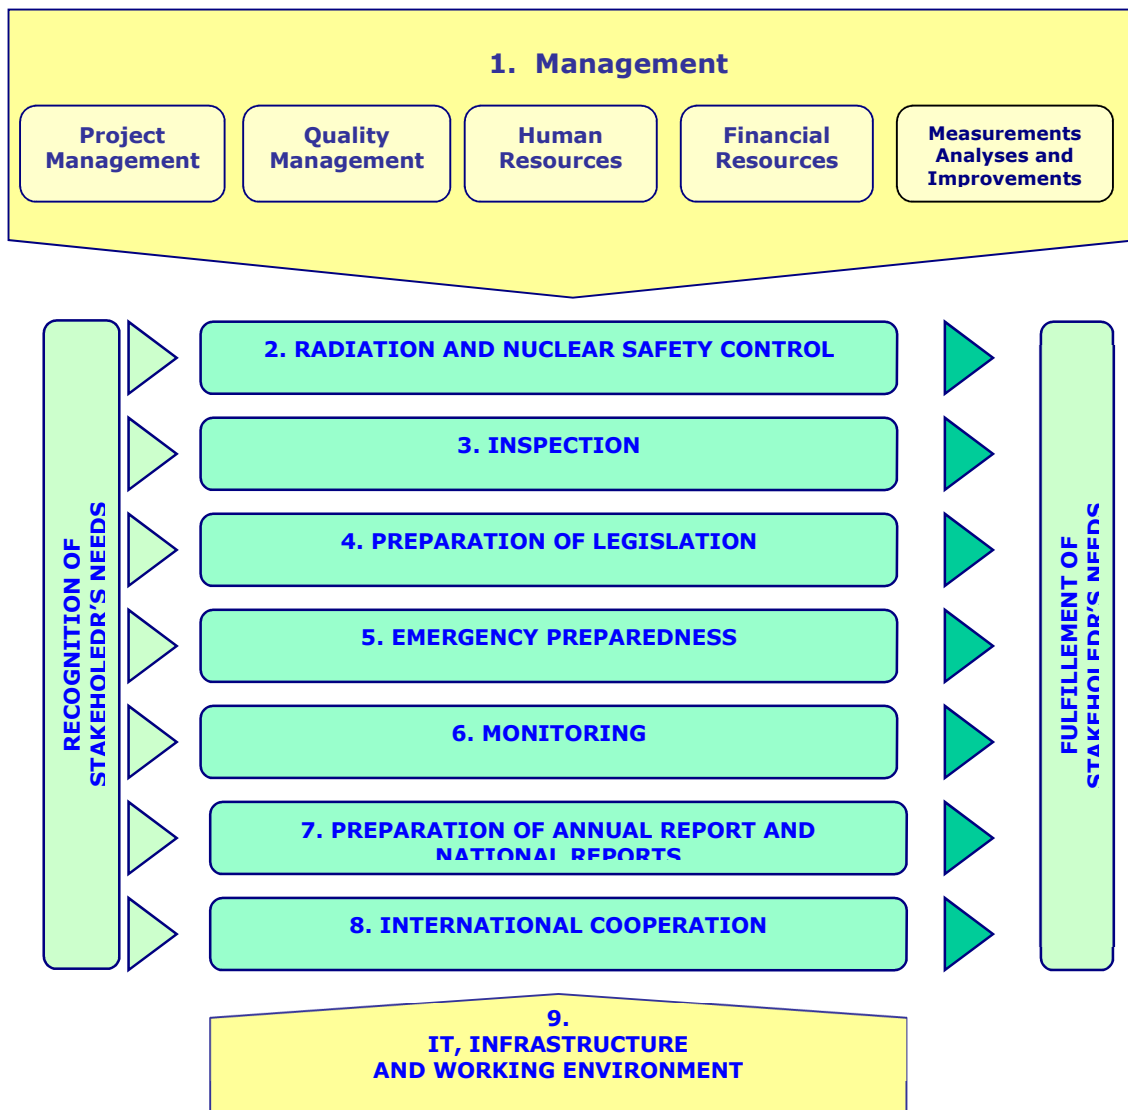 1. Management
Project
Management
Quality
Management
Human
Resources
Financial
Resources
Measurements
Analyses and
Improvements
RECOGNITION OF
STAKEHOLEDR’S NEEDS
2. RADIATION AND NUCLEAR SAFETY CONTROL
3. INSPECTION
4. PREPARATION OF LEGISLATION
5. EMERGENCY PREPAREDNESS
6. MONITORING
7. PREPARATION OF ANNUAL REPORT AND
NATIONAL REPORTS
8. INTERNATIONAL COOPERATION
FULFILLEMENT OF
STAKEHOLEDR’S NEEDS
9.
IT, INFRASTRUCTURE
AND WORKING ENVIRONMENT